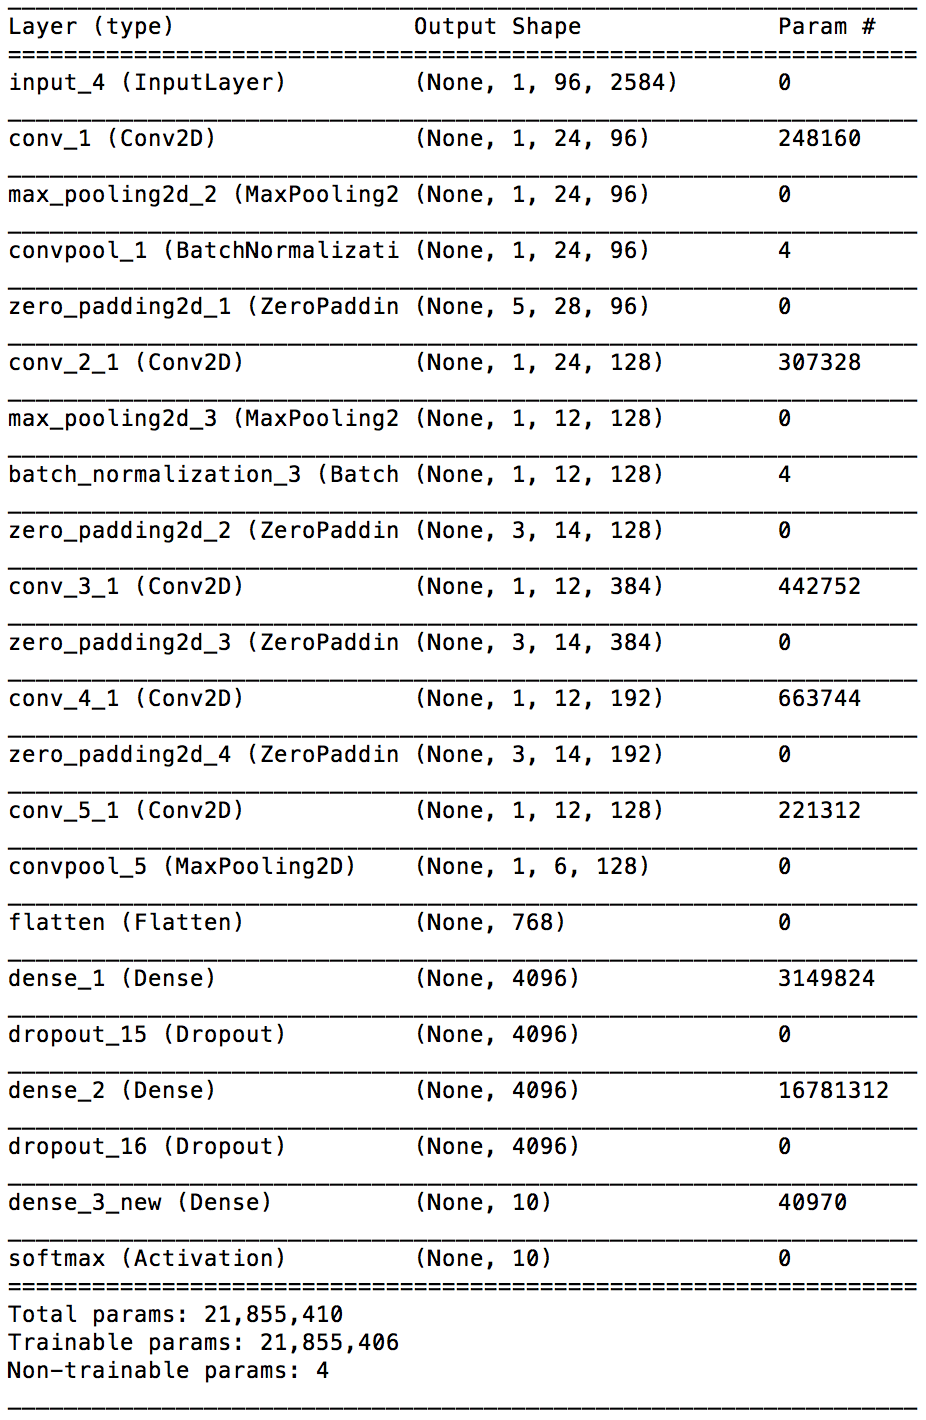 Layer (type) Output Shape Param #
input_4 (InputLayer) (None, 1, 96, 2584) 0
conv_1 (Conv2D) (None, 1, 24, 96) 248160
max_pooling2d_2 (MaxPooling2 (None, 1, 24, 96) 0
convpool_1 (BatchNormalizati (None, 1, 24, 96) 4
zero_padding2d_1 (ZeroPaddin (None, 5, 28, 96) 0
conv_2_1 (Conv2D) (None, 1, 24, 128) 307328
max_pooling2d_3 (MaxPooling2 (None, 1, 12, 128) 0
batch_normalization_3 (Batch (None, 1, 12, 128) 4
zero_padding2d_2 (ZeroPaddin (None, 3, 14, 128) 0
conv_3_1 (Conv2D) (None, 1, 12, 384) 442752
zero_padding2d_3 (ZeroPaddin (None, 3, 14, 384) 0
conv_4_1 (Conv2D) (None, 1, 12, 192) 663744
zero_padding2d_4 (ZeroPaddin (None, 3, 14, 192) 0
conv_5_1 (Conv2D) (None, 1, 12, 128) 221312
convpool_5 (MaxPooling2D) (None, 1, 6, 128) 0
flatten (Flatten) (None, 768) 0
dense_1 (Dense) (None, 4096) 3149824
dropout_15 (Dropout) (None, 4096) 0
dense_2 (Dense) (None, 4096) 16781312
dropout_16 (Dropout) (None, 4096) 0
dense_3_new (Dense) (None, 10) 40970
softmax (Activation) (None, 10) 0
Total params: 21,855,410
Trainable params: 21,855,406
Non-trainable params: 4